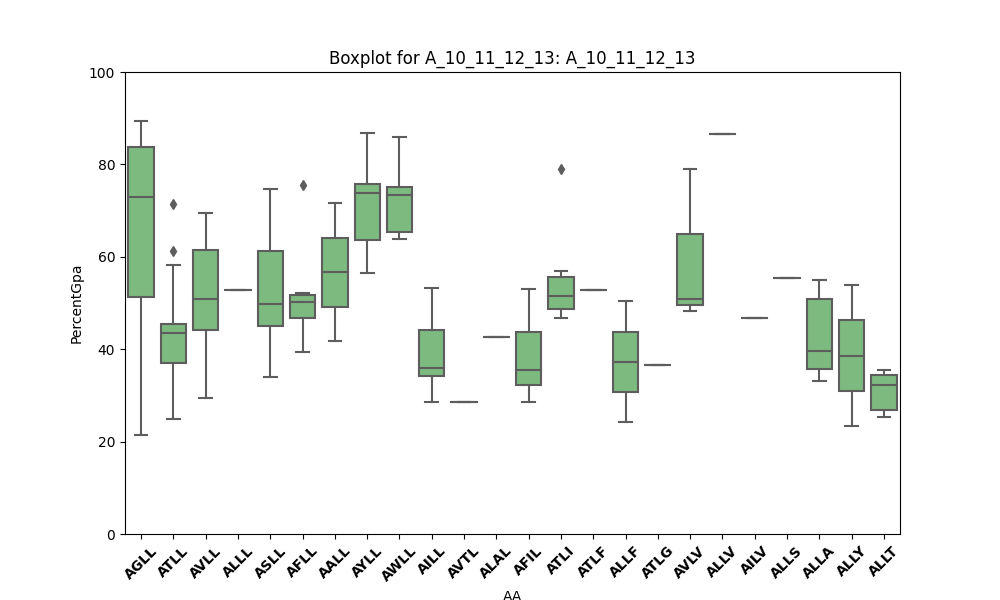 Boxplot for A_10_11_12_13: A_10_11_12_13
100
80
60
40
20
0
PercentGpa
AGLL ATLL AVLL ALLL ASLL AFLL AALL AYLL AWLL AILL AVTL ALAL AFIL ATLI ATLF ALLF ATLG AVLV ALLV AILV ALLS ALLA ALLY ALLT
AA